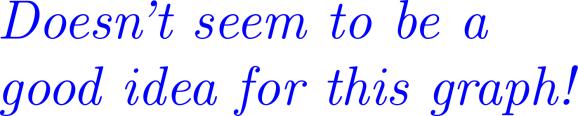 Doesn't seem to be a
good idea for this graph!